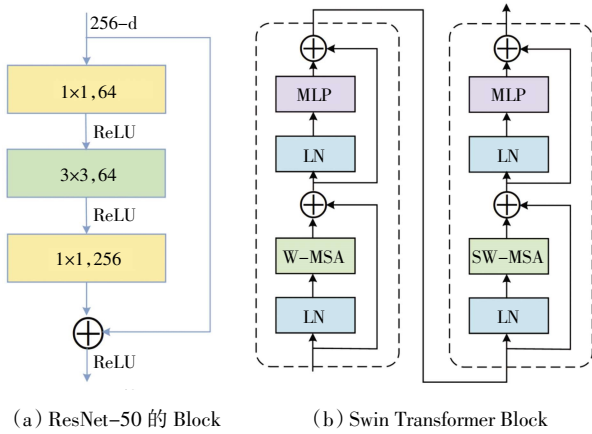 256-d
1×1,64
ReLU
3×3,64
ReLU
1×1,256
ReLU
(a) ResNet-50 的 Block
MLP
LN
W-MSA
LN
MLP
LN
SW-MSA
LN
(b) Swin Transformer Block